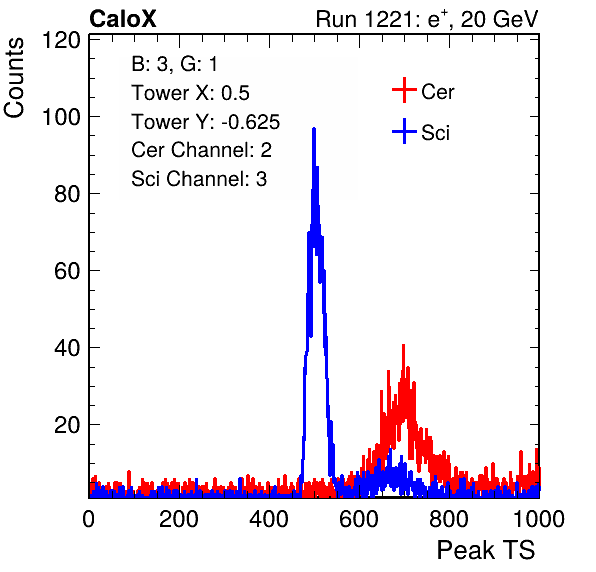 CaloX Run 1221: e+, 20 GeV
Counts
120
100
80
60
40
20
B: 3, G: 1
Tower X: 0.5
Tower Y: -0.625
Cer Channel: 2
Sci Channel: 3
Cer
Sci
0 200 400 600 800 1000
Peak TS